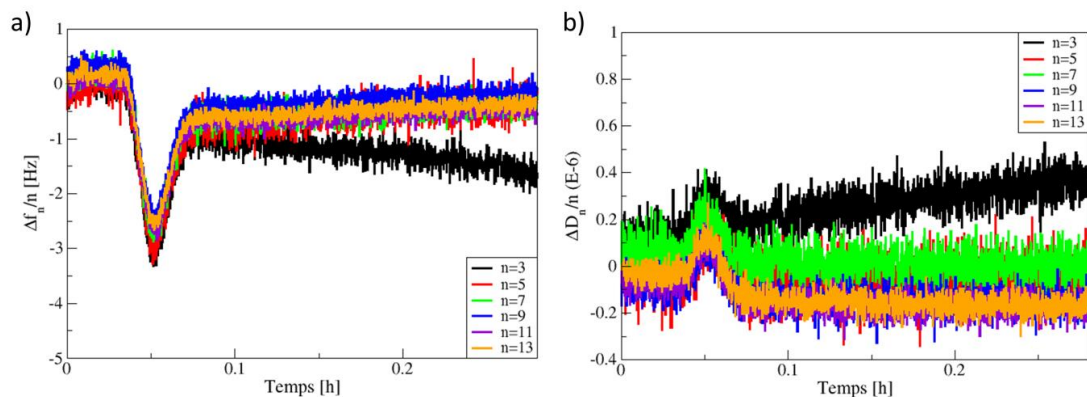 a)
Δf_n/n [Hz]
1
0
-1
-2
-3
-4
-5
0
0.1
0.2
Temps [h]
n=3
n=5
n=7
n=9
n=11
n=13
b)
ΔD_n/n (E-6)
1
0.8
0.6
0.4
0.2
0
-0.2
-0.4
0
0.1
0.2
Temps [h]
n=3
n=5
n=7
n=9
n=11
n=13